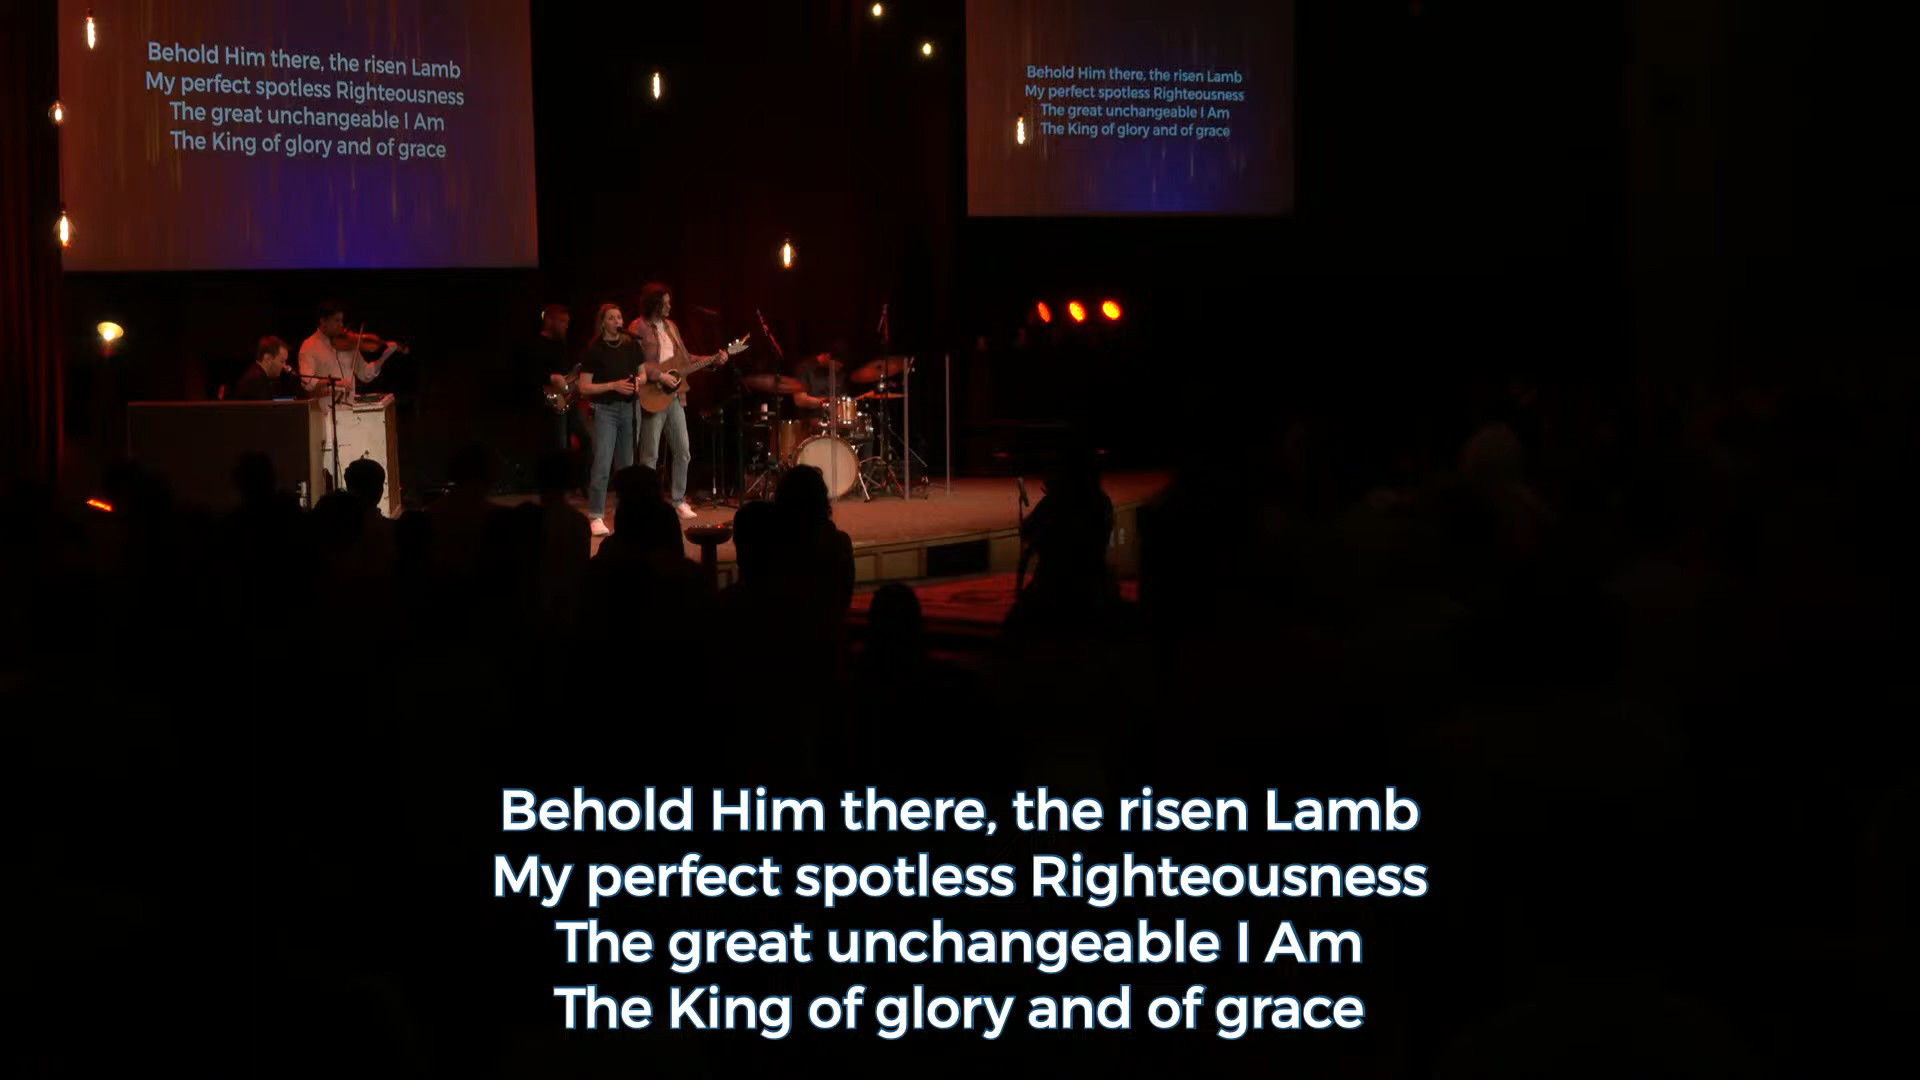 Behold Him there, the risen Lamb
My perfect spotless Righteousness
The great unchangeable I Am
The King of glory and of grace
Behold Him there, the risen Lamb
My perfect spotless Righteousness
The great unchangeable I Am
The King of glory and of grace
Behold Him there, the risen Lamb
My perfect spotless Righteousness
The great unchangeable I Am
The King of glory and of grace